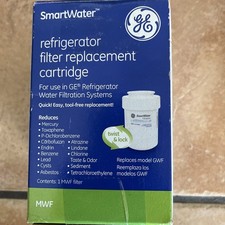 SmartWater™
GE
refrigerator
filter replacement
cartridge
For use in GE® Refrigerator
Water Filtration Systems
Quick! Easy, tool-free replacement!
Reduces
• Mercury
• Toxaphene
• P-Dichlorobenzene
• Carbofuran • Atrazine
• Endrin • Lindane
• Benzene • Chlorine
• Lead Taste & Odor
• Cysts • Sediment
• Asbestos • Tetrachloroethylene
SmartWater
twist
& lock
Replaces model GWF
Reemplaza los
modelos GWF
Contents: 1 MWF filter
MWF